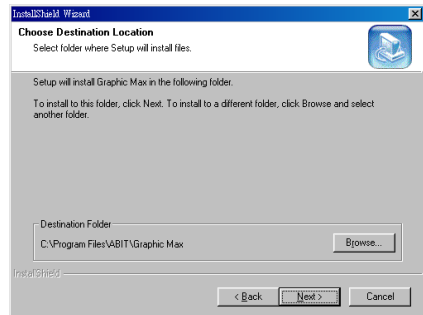 InstallShield Wizard
Choose Destination Location
Select folder where Setup will install files.
Setup will install Graphic Max in the following folder.
To install to this folder, click Next. To install to a different folder, click Browse and select
another folder.
Destination Folder
C:\Program Files\ABIT\Graphic Max
Browse...
InstallShield
< Back
Next >
Cancel